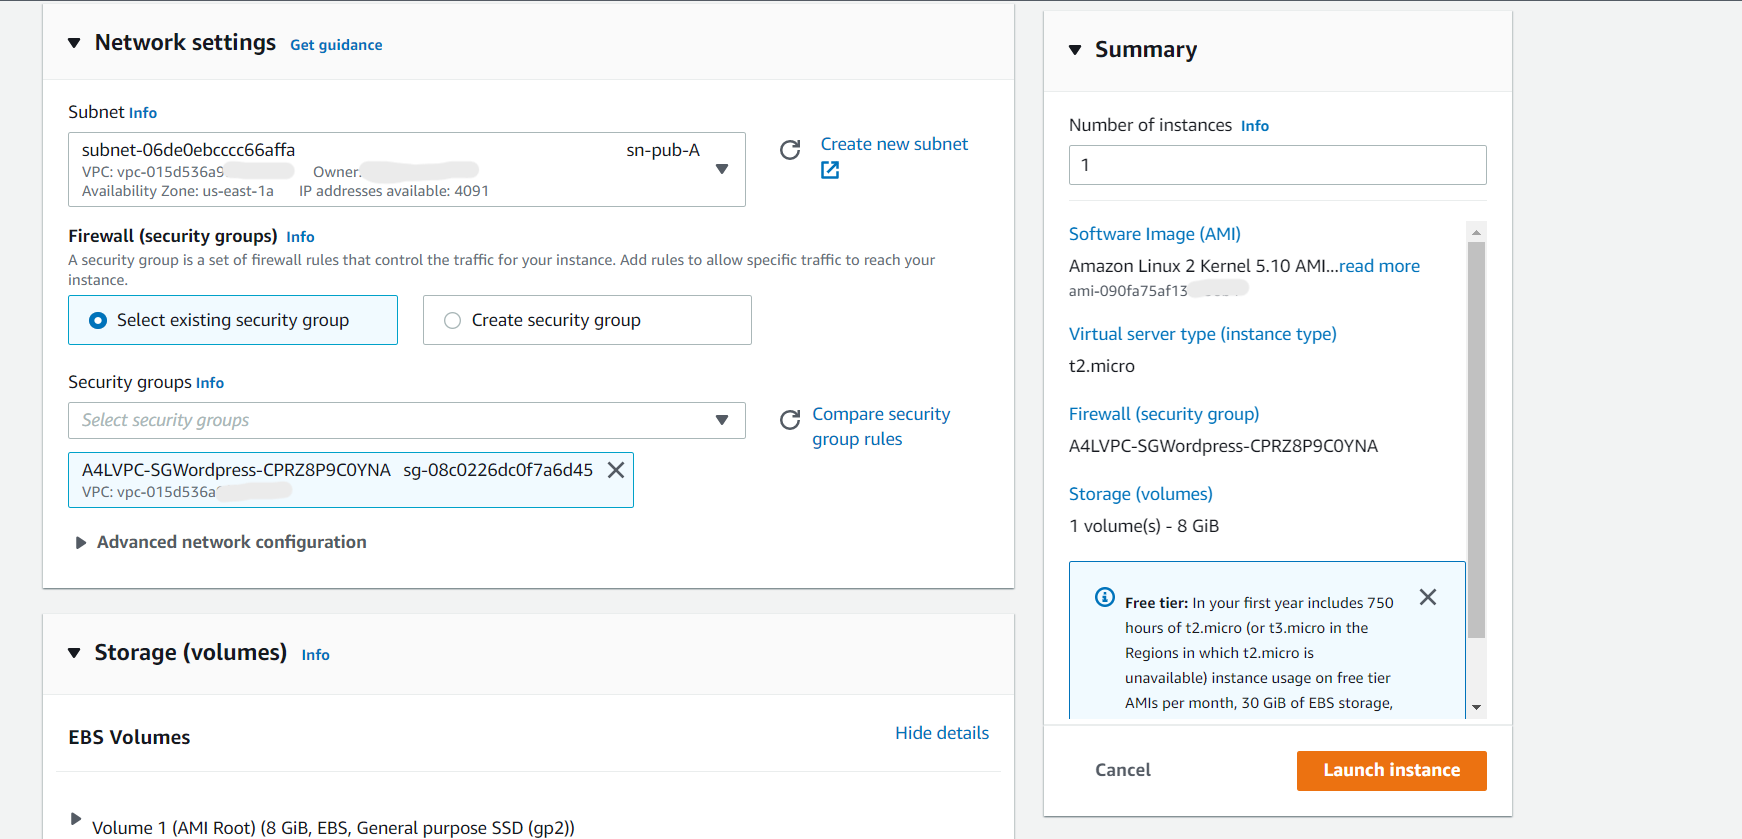 Network settings Get guidance
Subnet Info
subnet-06de0ebcccc66affa sn-pub-A
VPC: vpc-015d536a9 Owner:
Availability Zone: us-east-1a IP addresses available: 4091
Create new subnet
Firewall (security groups) Info
A security group is a set of firewall rules that control the traffic for your instance. Add rules to allow specific traffic to reach your
instance.
Select existing security group
Create security group
Security groups Info
Select security groups
Compare security
group rules
A4LVPC-SGWordpress-CPRZ8P9C0YNA sg-08c0226dc0f7a6d45
VPC: vpc-015d536a
Advanced network configuration
Storage (volumes) Info
EBS Volumes
Hide details
Volume 1 (AMI Root) (8 GiB, EBS, General purpose SSD (gp2))
Summary
Number of instances Info
1
Software Image (AMI)
Amazon Linux 2 Kernel 5.10 AMI...read more
ami-090fa75af13
Virtual server type (instance type)
t2.micro
Firewall (security group)
A4LVPC-SGWordpress-CPRZ8P9C0YNA
Storage (volumes)
1 volume(s) - 8 GiB
Free tier: In your first year includes 750
hours of t2.micro (or t3.micro in the
Regions in which t2.micro is
unavailable) instance usage on free tier
AMIs per month, 30 GiB of EBS storage,
Cancel
Launch instance